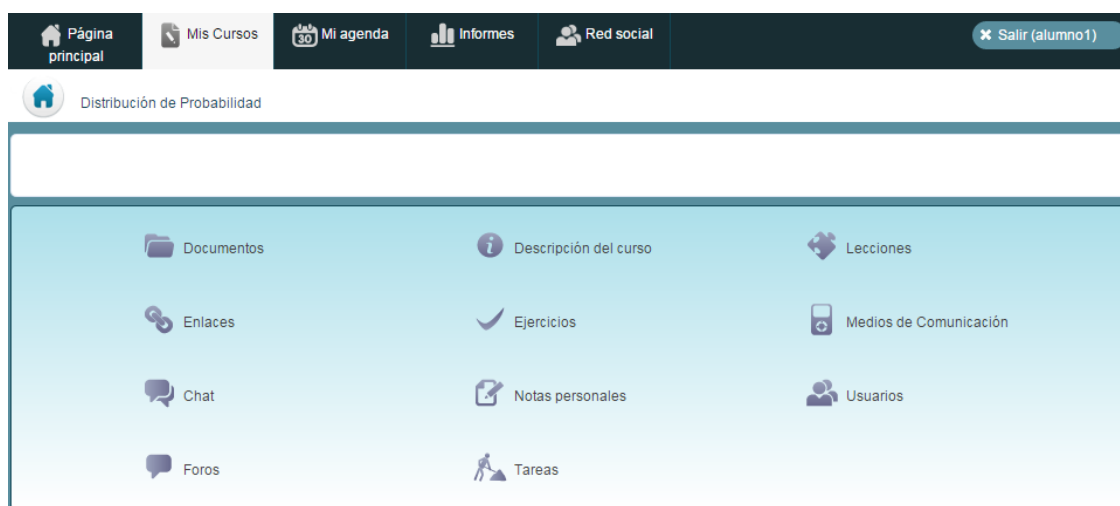 Página principal
Mis Cursos
30 Mi agenda
Informes
Red social
Salir (alumno1)
Distribución de Probabilidad
Documentos
Descripción del curso
Lecciones
Enlaces
Ejercicios
Medios de Comunicación
Chat
Notas personales
Usuarios
Foros
Tareas